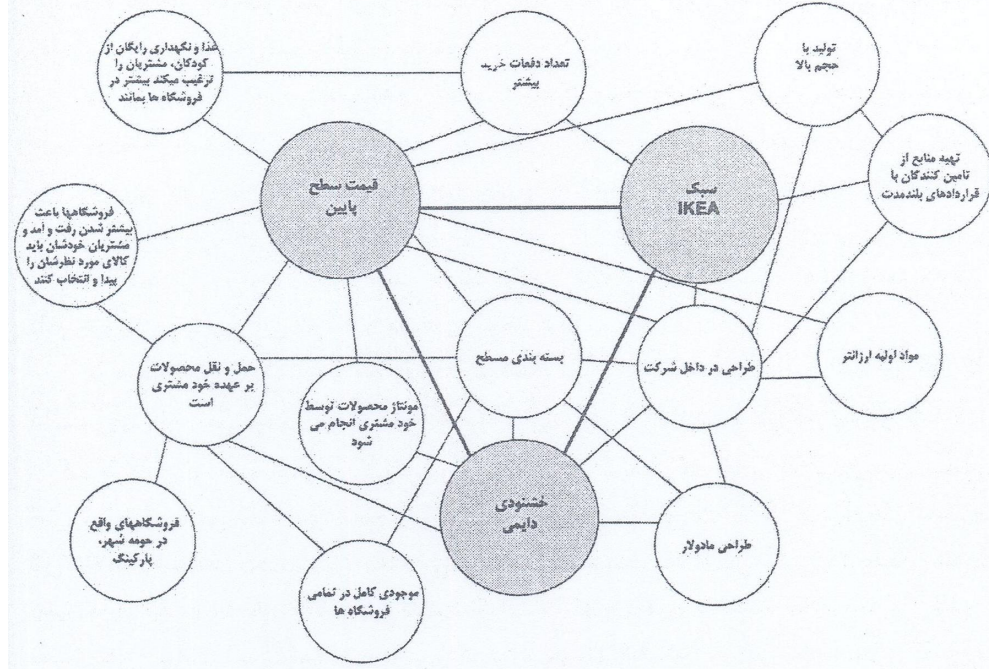 غذا و نگهداری رایگان از
کودکان، مشتریان را
ترغیب میکند بیشتر در
فروشگاه ها بمانند
تعداد دفعات خرید
بیشتر
تولید با
حجم بالا
تهیه منابع از
تامین کنندگان با
قراردادهای بلندمدت
قیمت سطح
پایین
سبک
IKEA
فروشگاهها باعث
بیشتر شدن رفت و آمد و
مشتریان خودشان باید
کالای مورد نظرشان را
پیدا و انتخاب کنند
حمل و نقل محصولات
بر عهده خود مشتری
است
بسته بندی مسطح
طراحی در داخل شرکت
مواد اولیه ارزانتر
مونتاژ محصولات توسط
خود مشتری انجام می
شود
خشنودی
دایمی
فروشگاههای واقع
در حومه شهر،
پارکینگ
موجودی کامل در تمامی
فروشگاه ها
طراحی مادولار